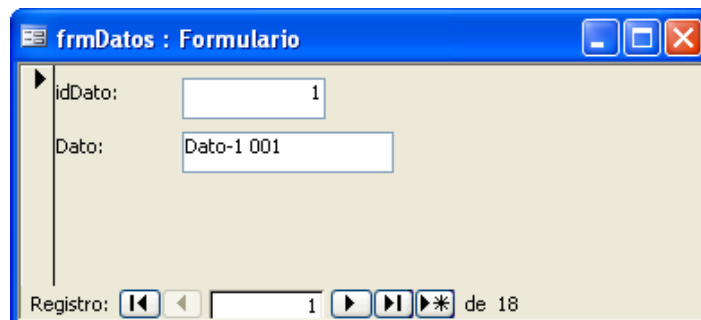 frmDatos : Formulario
idDato: 1
Dato: Dato-1 001
Registro: 1 de 18